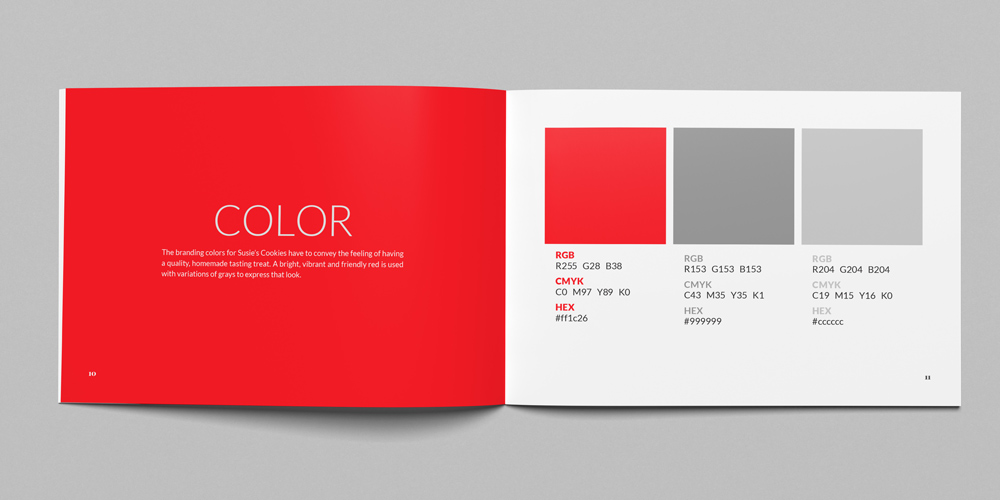 COLOR
The branding colors for Susie's Cookies have to convey the feeling of having
a quality, homemade tasting treat. A bright, vibrant and friendly red is used
with variations of grays to express that look.
10
RGB
R255 G28 B38
CMYK
C0 M97 Y89 K0
HEX
#ff1c26
RGB
R153 G153 B153
CMYK
C43 M35 Y35 K1
HEX
#999999
RGB
R204 G204 B204
CMYK
C19 M15 Y16 K0
HEX
#cccccc
11